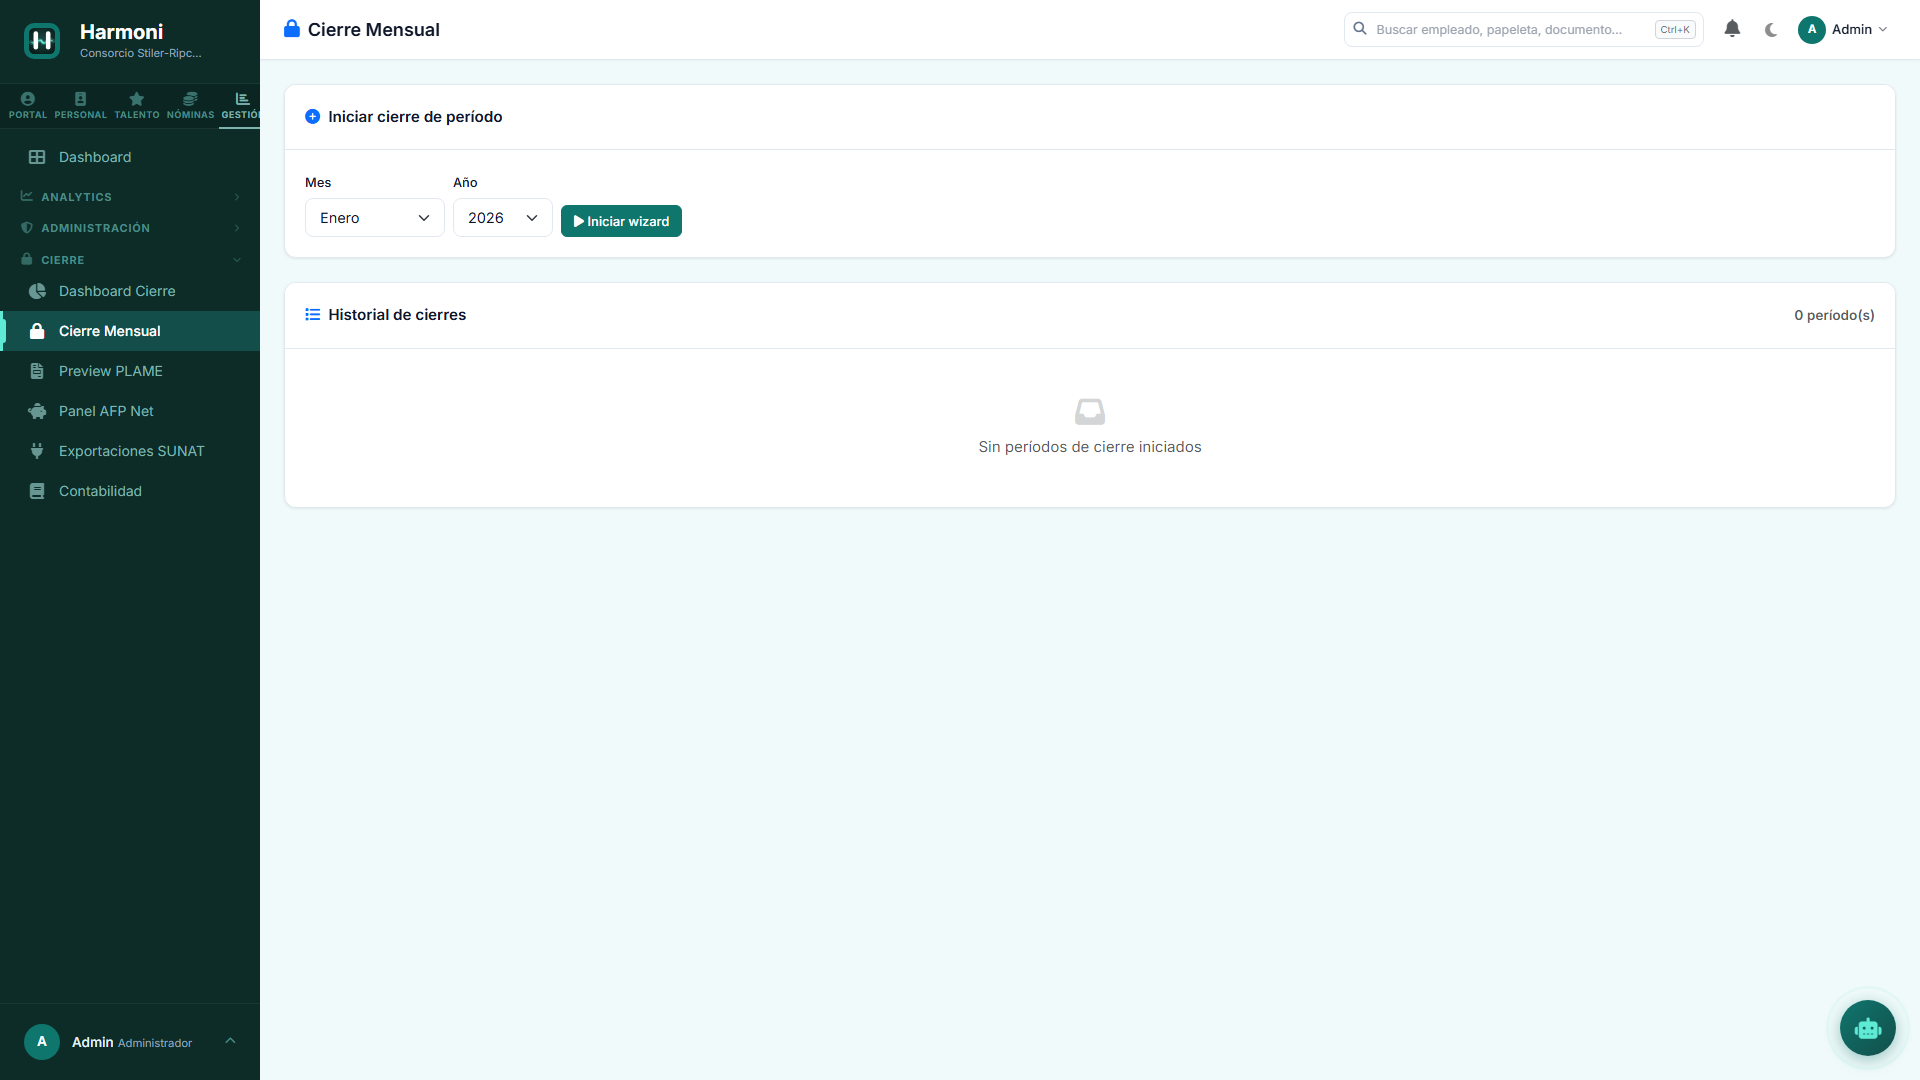 Harmoni
Consorcio Stiler-Ripc...
PORTAL PERSONAL TALENTO NÓMINAS GESTIÓN
Dashboard
ANALYTICS
ADMINISTRACIÓN
CIERRE
Dashboard Cierre
Cierre Mensual
Preview PLAME
Panel AFP Net
Exportaciones SUNAT
Contabilidad
A Admin Administrador
Cierre Mensual
Buscar empleado, papeleta, documento... Ctrl+K
A Admin
Iniciar cierre de período
Mes Año
Enero 2026 Iniciar wizard
Historial de cierres 0 período(s)
Sin períodos de cierre iniciados